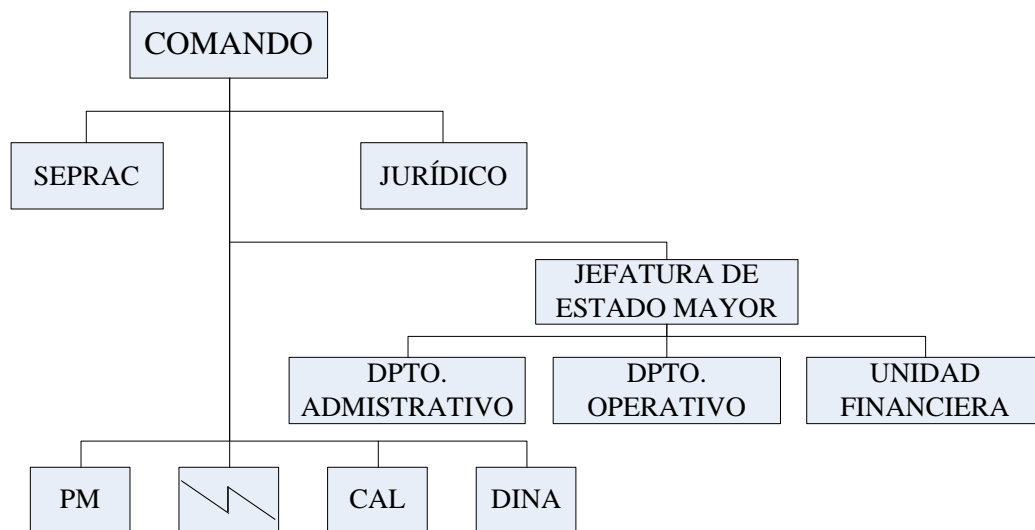 COMANDO
SEPRAC
JURÍDICO
JEFATURA DE
ESTADO MAYOR
DPTO.
ADMISTRATIVO
DPTO.
OPERATIVO
UNIDAD
FINANCIERA
PM
CAL
DINA